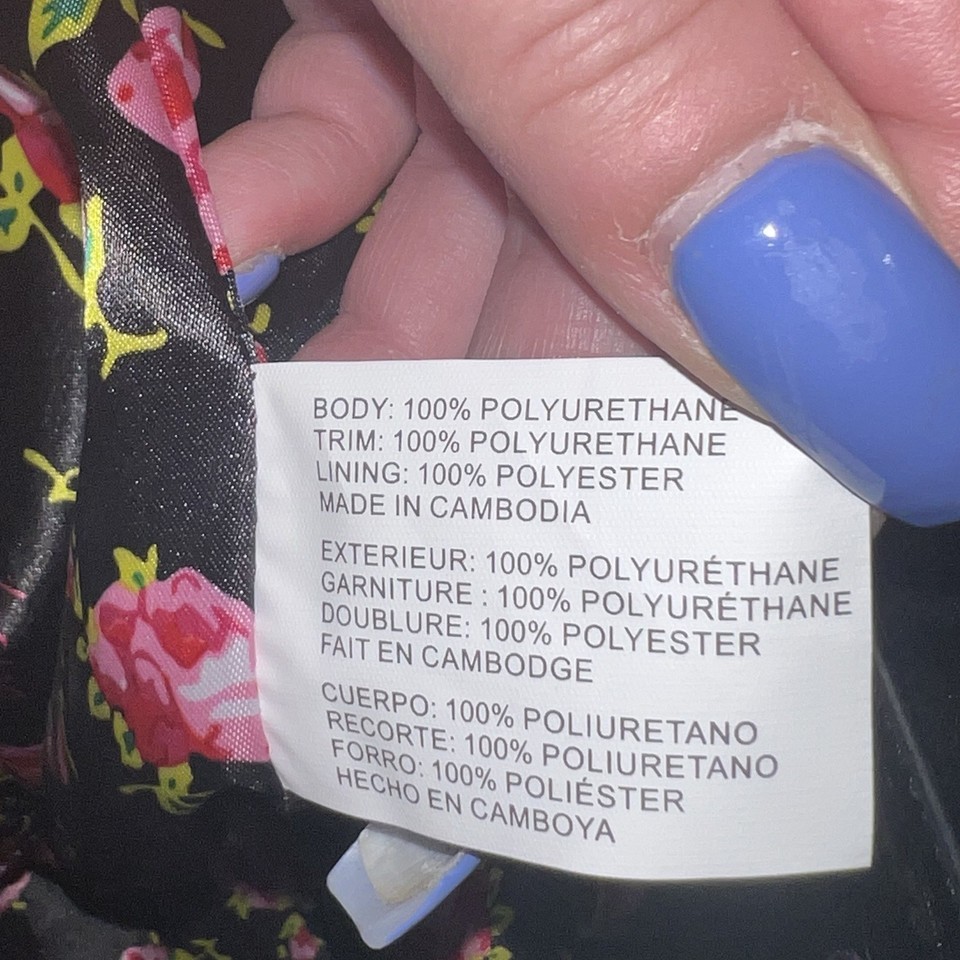 BODY: 100% POLYURETHANE
TRIM: 100% POLYURETHANE
LINING: 100% POLYESTER
MADE IN CAMBODIA
EXTERIEUR: 100% POLYURÉTHANE
GARNITURE : 100% POLYURÉTHANE
DOUBLURE: 100% POLYESTER
FAIT EN CAMBODGE
CUERPO: 100% POLIURETANO
RECORTE: 100% POLIURETANO
FORRO: 100% POLIÉSTER
HECHO EN CAMBOYA